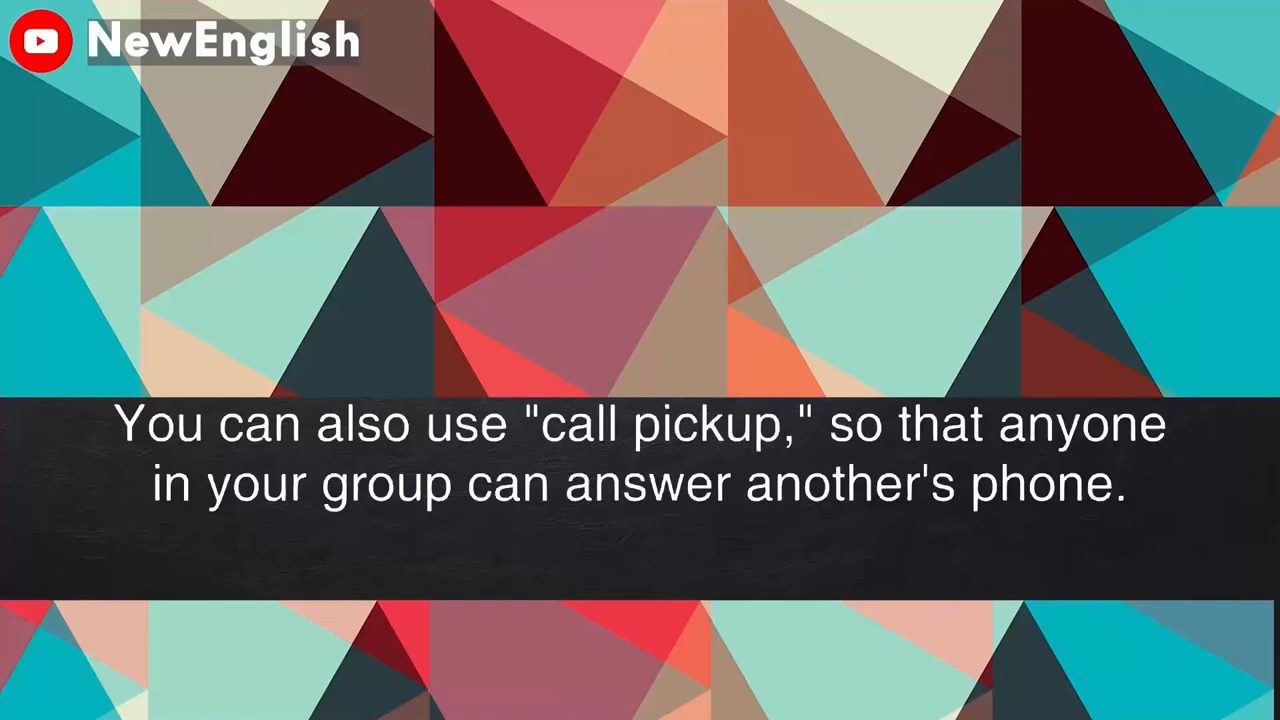 NewEnglish
You can also use "call pickup," so that anyone
in your group can answer another's phone.